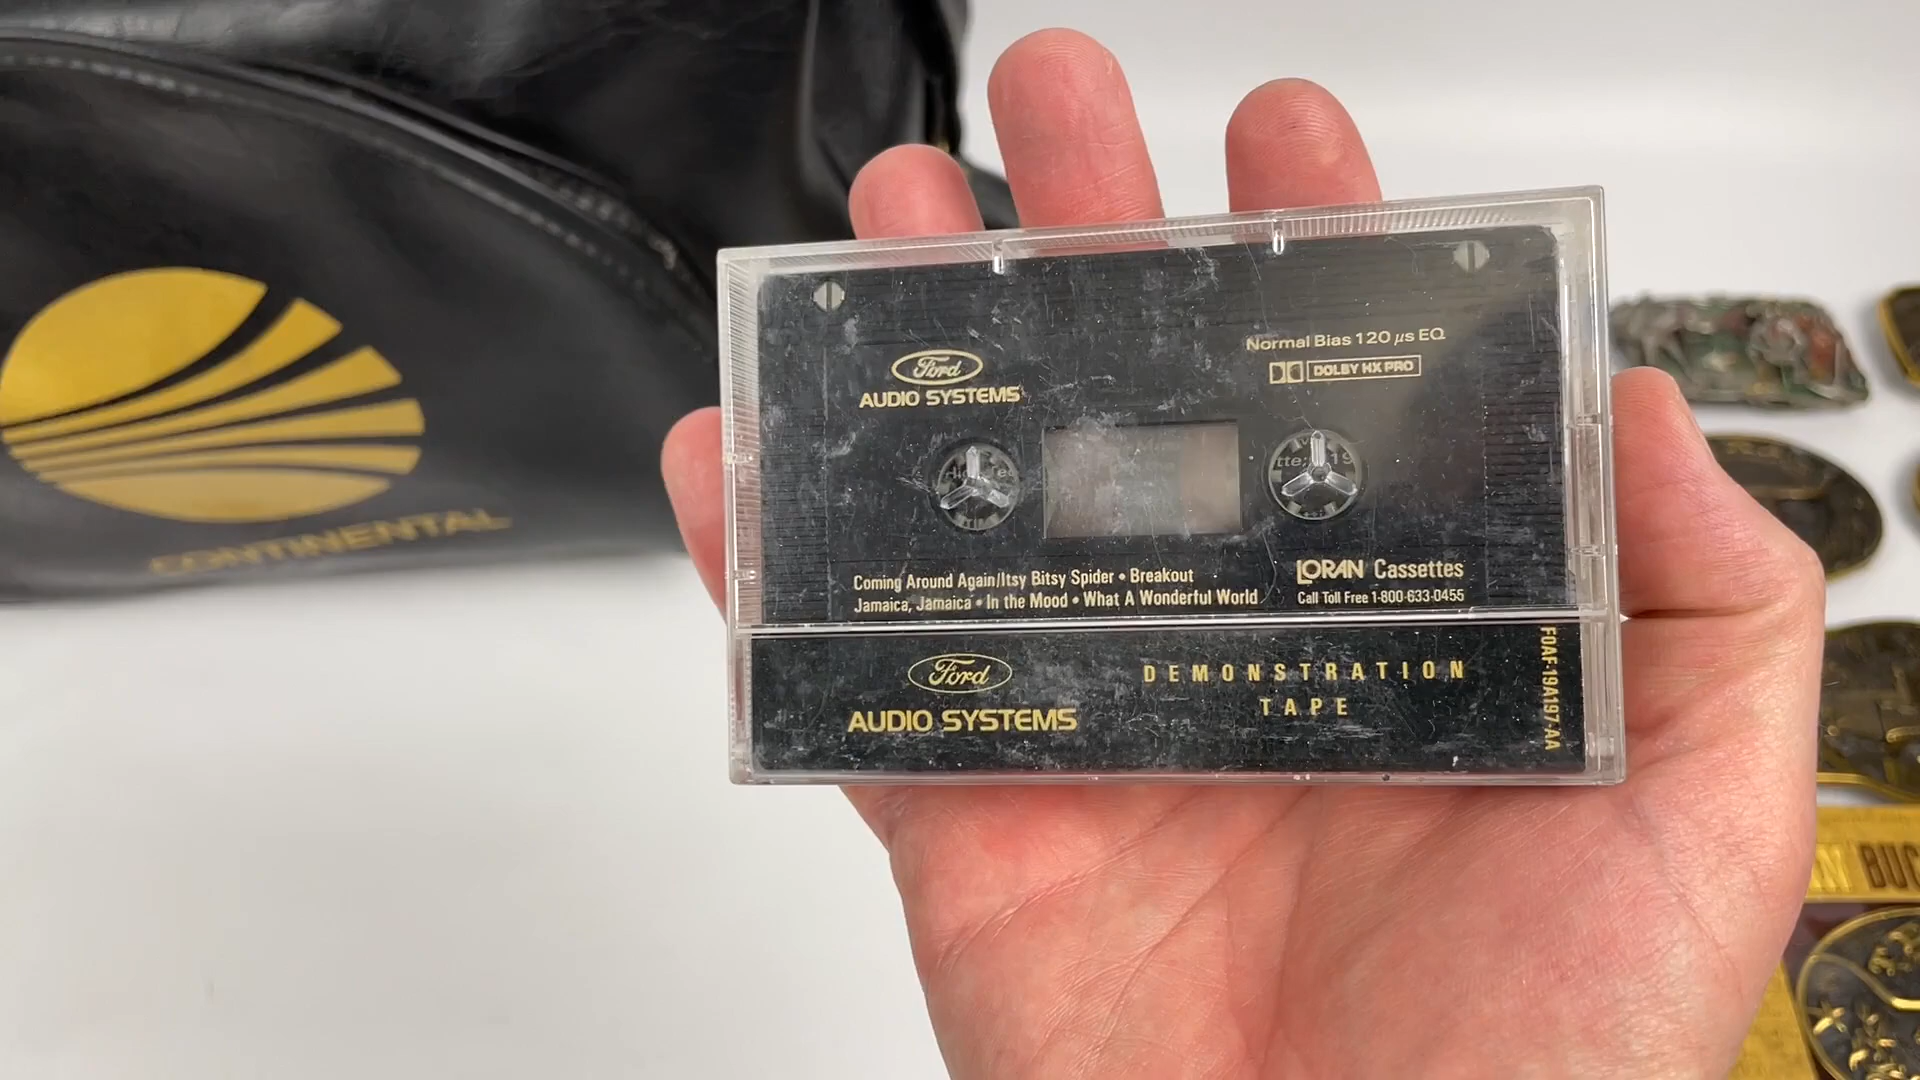 CONTINENTAL
Ford
AUDIO SYSTEMS
Normal Bias 120 µs EQ
DOLBY HX PRO
Coming Around Again/Itsy Bitsy Spider • Breakout
Jamaica, Jamaica • In the Mood • What A Wonderful World
LORAN Cassettes
Call Toll Free 1-800-633-0455
Ford
AUDIO SYSTEMS
DEMONSTRATION
TAPE
F0AF-19A197-AA